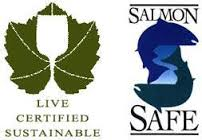 LIVE
CERTIFIED
SUSTAINABLE
SALMON
SAFE